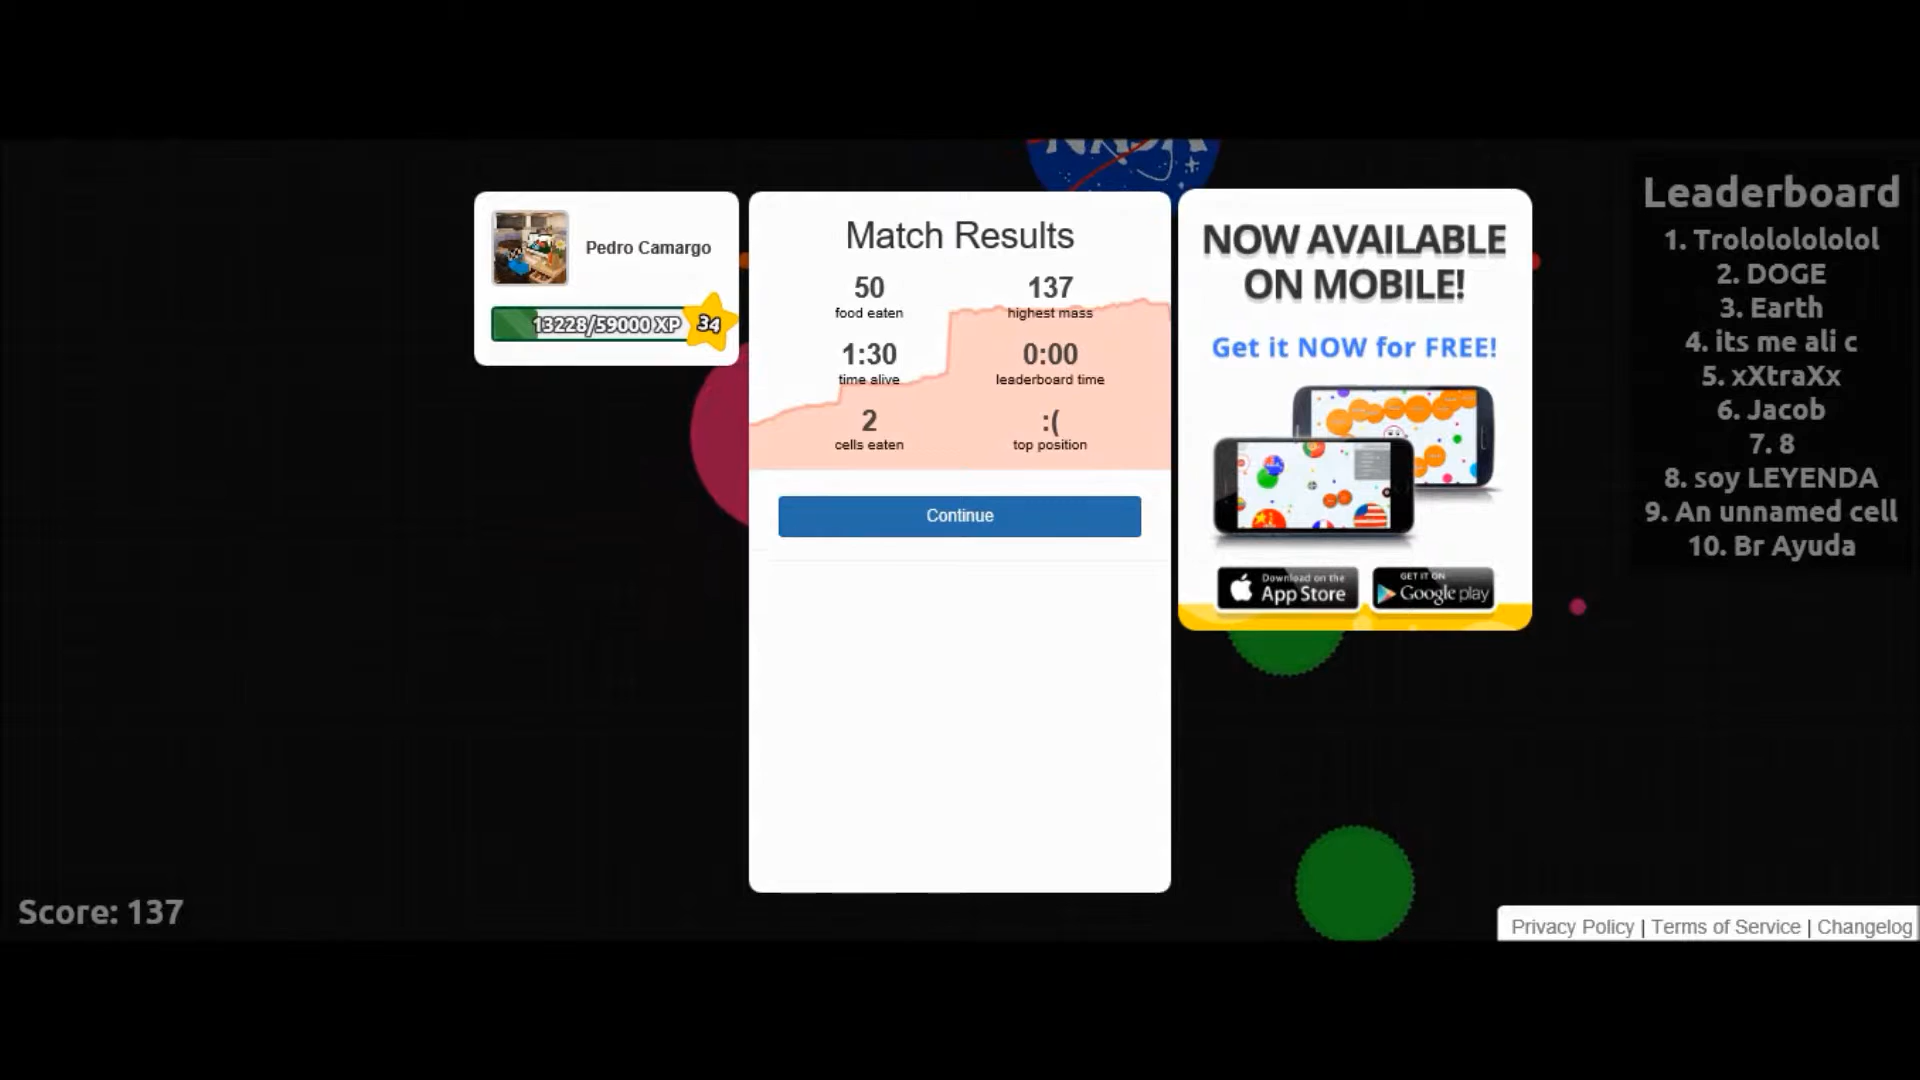 NASA
Pedro Camargo
13228/59000 XP
34
Match Results
50
food eaten
137
highest mass
1:30
time alive
0:00
leaderboard time
2
cells eaten
:(
top position
Continue
NOW AVAILABLE
ON MOBILE!
Get it NOW for FREE!
Download on the
App Store
GET IT ON
Google play
Leaderboard
1. Trolololololol
2. DOGE
3. Earth
4. its me ali c
5. xXtraXx
6. Jacob
7. 8
8. soy LEYENDA
9. An unnamed cell
10. Br Ayuda
Score: 137
Privacy Policy | Terms of Service | Changelog